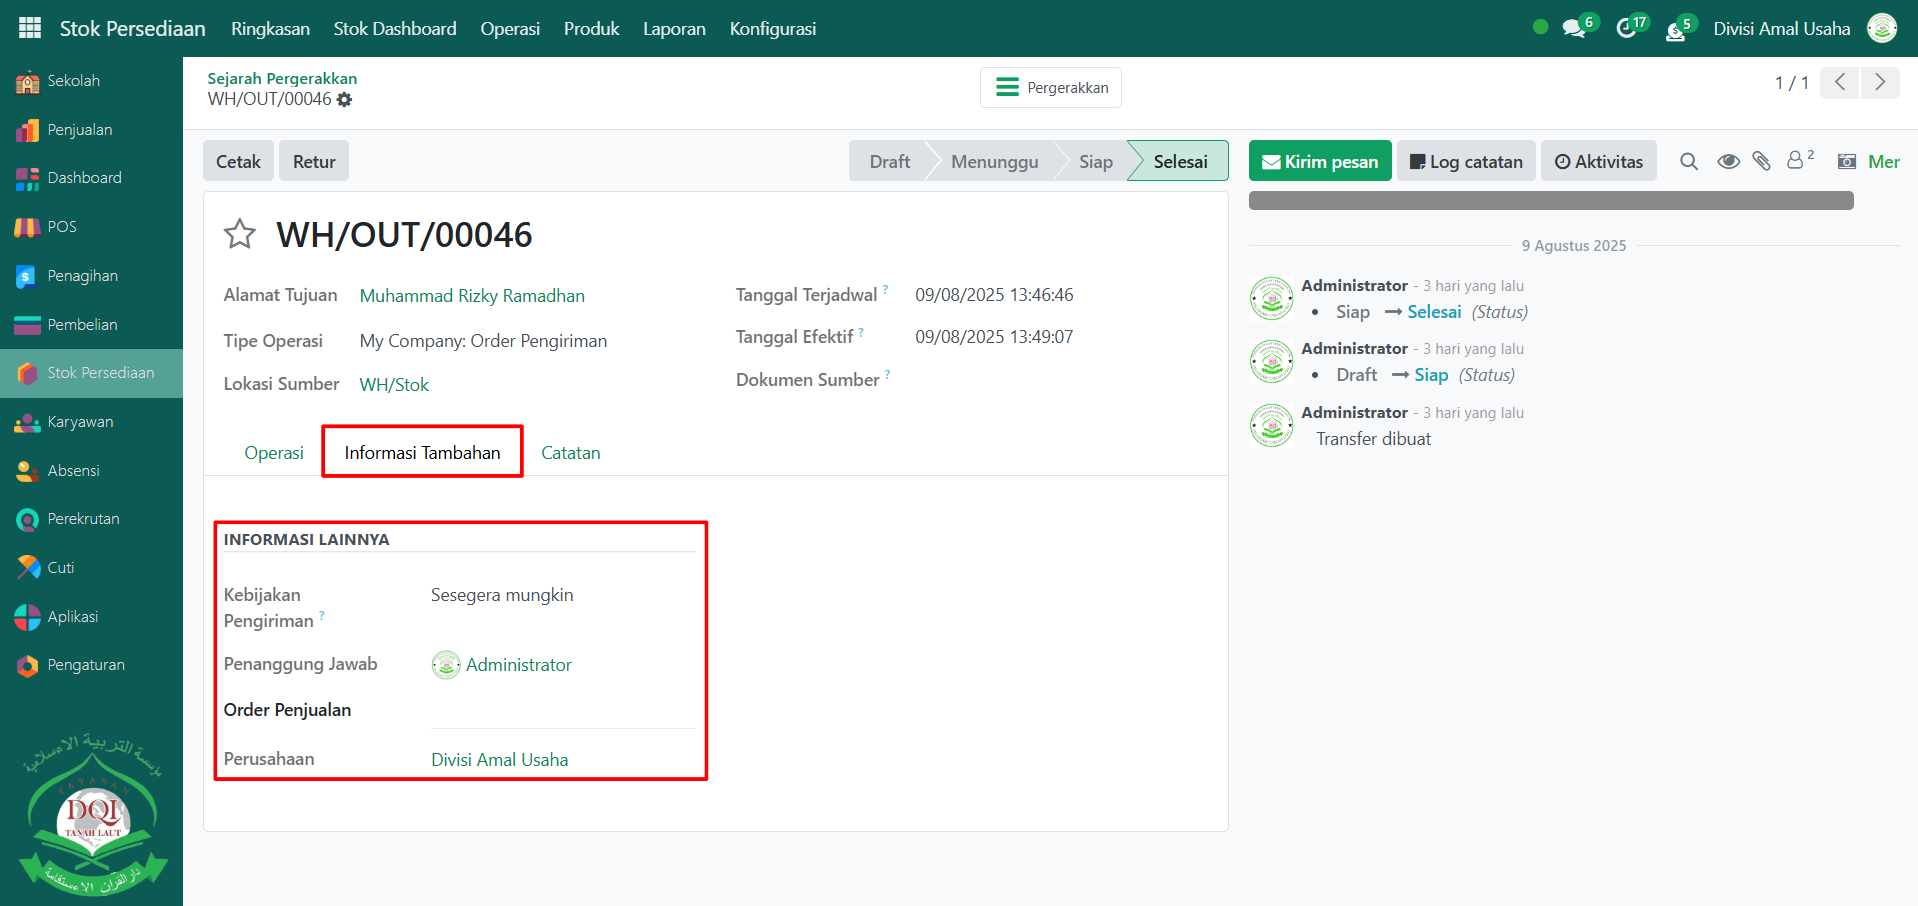 Stok Persediaan Ringkasan Stok Dashboard Operasi Produk Laporan Konfigurasi 6 17 5 Divisi Amal Usaha
Sekolah
Penjualan
Dashboard
POS
Penagihan
Pembelian
Stok Persediaan
Karyawan
Absensi
Perekrutan
Cuti
Aplikasi
Pengaturan
مؤسسة التربية الاسلامية
YAYASAN
DQI
TANAH LAUT
دار القرآن الاستقامة
Sejarah Pergerakkan
WH/OUT/00046
Pergerakkan
1 / 1
Cetak Retur
Draft Menunggu Siap Selesai
WH/OUT/00046
Alamat Tujuan Muhammad Rizky Ramadhan
Tipe Operasi My Company: Order Pengiriman
Lokasi Sumber WH/Stok
Tanggal Terjadwal ? 09/08/2025 13:46:46
Tanggal Efektif ? 09/08/2025 13:49:07
Dokumen Sumber ?
Operasi Informasi Tambahan Catatan
INFORMASI LAINNYA
Kebijakan
Pengiriman ? Sesegera mungkin
Penanggung Jawab Administrator
Order Penjualan
Perusahaan Divisi Amal Usaha
Kirim pesan Log catatan Aktivitas 2 Mer
9 Agustus 2025
Administrator - 3 hari yang lalu
• Siap → Selesai (Status)
Administrator - 3 hari yang lalu
• Draft → Siap (Status)
Administrator - 3 hari yang lalu
Transfer dibuat